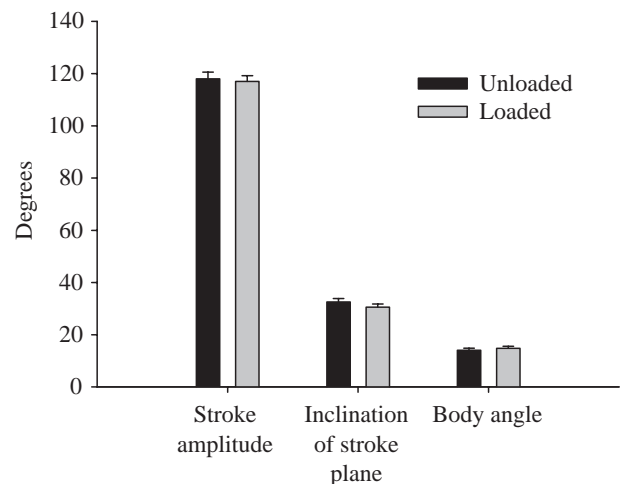 140
120
100
80
60
40
20
0
Degrees
Unloaded
Loaded
Stroke
amplitude
Inclination
of stroke
plane
Body angle